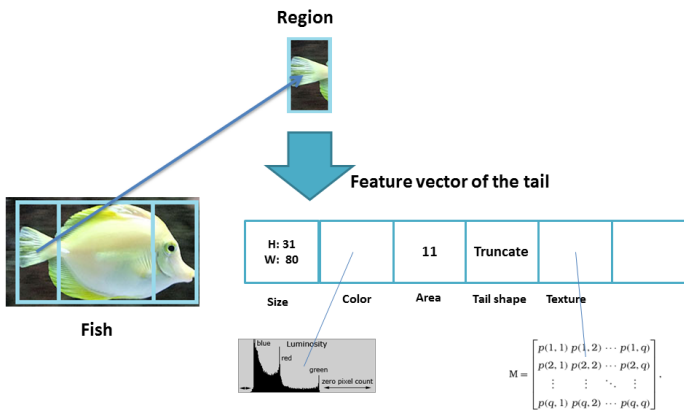 Region
Feature vector of the tail
Fish
H: 31
W: 80
11
Truncate
Size
Color
Area
Tail shape
Texture
blue
Luminosity
red
green
zero pixel count
M =
p(1, 1) p(1, 2) ⋯ p(1, q)
p(2, 1) p(2, 2) ⋯ p(2, q)
⋮ ⋮ ⋱ ⋮
p(q, 1) p(q, 2) ⋯ p(q, q)
,